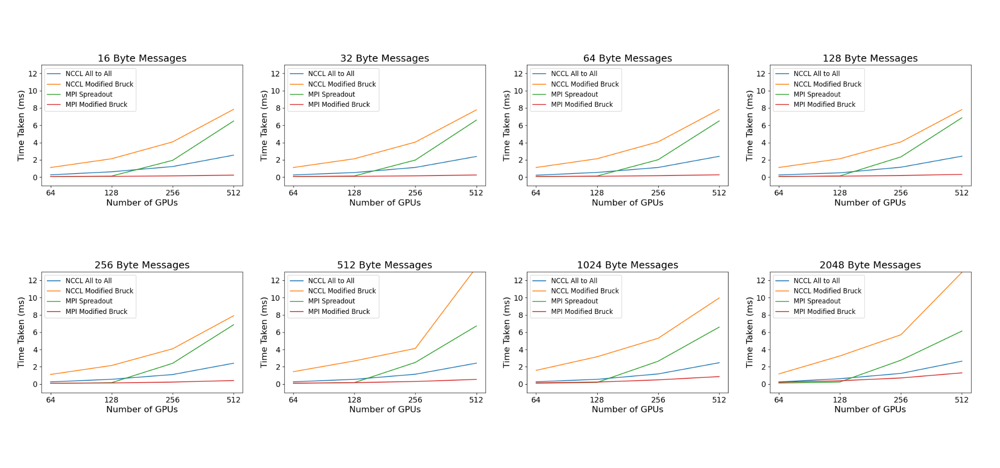 16 Byte Messages
12
10
8
6
4
2
0
Time Taken (ms)
NCCL All to All
NCCL Modified Bruck
MPI Spreadout
MPI Modified Bruck
64 128 256 512
Number of GPUs
32 Byte Messages
12
10
8
6
4
2
0
Time Taken (ms)
NCCL All to All
NCCL Modified Bruck
MPI Spreadout
MPI Modified Bruck
64 128 256 512
Number of GPUs
64 Byte Messages
12
10
8
6
4
2
0
Time Taken (ms)
NCCL All to All
NCCL Modified Bruck
MPI Spreadout
MPI Modified Bruck
64 128 256 512
Number of GPUs
128 Byte Messages
12
10
8
6
4
2
0
Time Taken (ms)
NCCL All to All
NCCL Modified Bruck
MPI Spreadout
MPI Modified Bruck
64 128 256 512
Number of GPUs
256 Byte Messages
12
10
8
6
4
2
0
Time Taken (ms)
NCCL All to All
NCCL Modified Bruck
MPI Spreadout
MPI Modified Bruck
64 128 256 512
Number of GPUs
512 Byte Messages
12
10
8
6
4
2
0
Time Taken (ms)
NCCL All to All
NCCL Modified Bruck
MPI Spreadout
MPI Modified Bruck
64 128 256 512
Number of GPUs
1024 Byte Messages
12
10
8
6
4
2
0
Time Taken (ms)
NCCL All to All
NCCL Modified Bruck
MPI Spreadout
MPI Modified Bruck
64 128 256 512
Number of GPUs
2048 Byte Messages
12
10
8
6
4
2
0
Time Taken (ms)
NCCL All to All
NCCL Modified Bruck
MPI Spreadout
MPI Modified Bruck
64 128 256 512
Number of GPUs